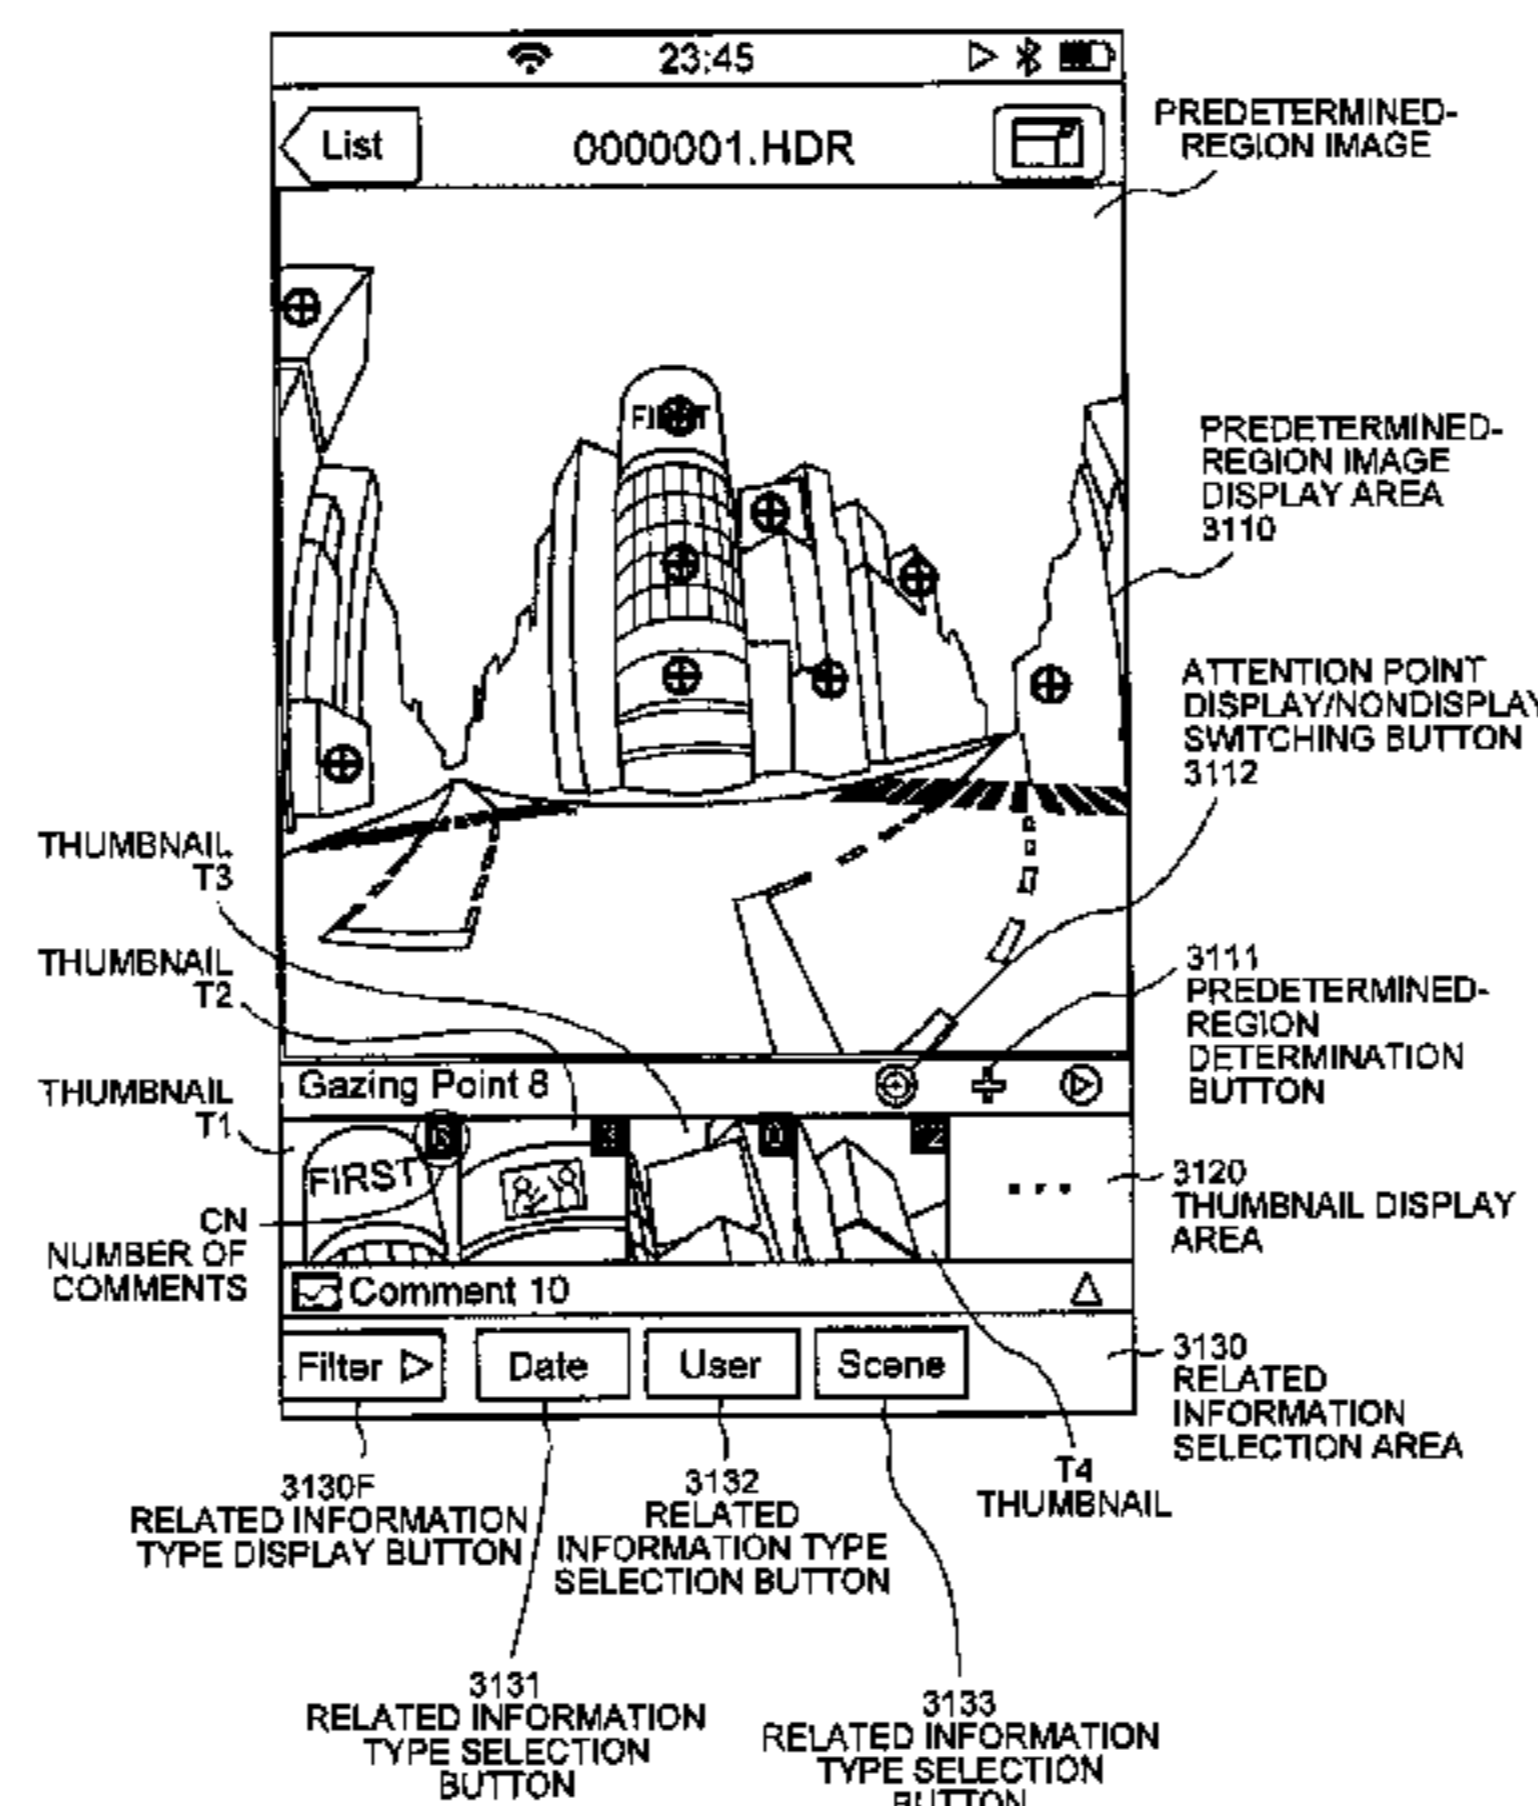 23:45
List
0000001.HDR
PREDETERMINED-
REGION IMAGE
PREDETERMINED-
REGION IMAGE
DISPLAY AREA
3110
ATTENTION POINT
DISPLAY/NONDISPLAY
SWITCHING BUTTON
3112
THUMBNAIL
T3
THUMBNAIL
T2
3111
PREDETERMINED-
REGION
DETERMINATION
BUTTON
Gazing Point 8
THUMBNAIL
T1
FIRST
3120
THUMBNAIL DISPLAY
AREA
CN
NUMBER OF
COMMENTS
Comment 10
Filter
Date
User
Scene
3130
RELATED
INFORMATION
SELECTION AREA
T4
THUMBNAIL
3130F
RELATED INFORMATION
TYPE DISPLAY BUTTON
3132
RELATED
INFORMATION TYPE
SELECTION BUTTON
3131
RELATED INFORMATION
TYPE SELECTION
BUTTON
3133
RELATED INFORMATION
TYPE SELECTION
BUTTON